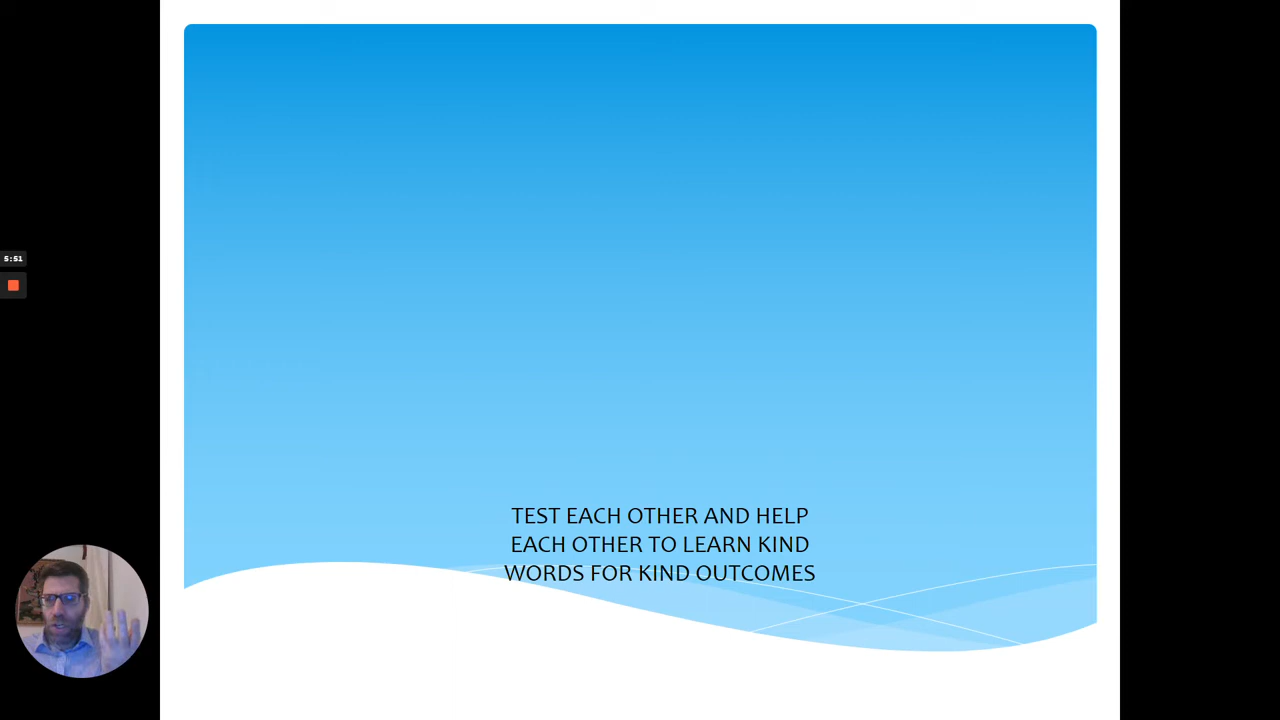 5:51
TEST EACH OTHER AND HELP
EACH OTHER TO LEARN KIND
WORDS FOR KIND OUTCOMES